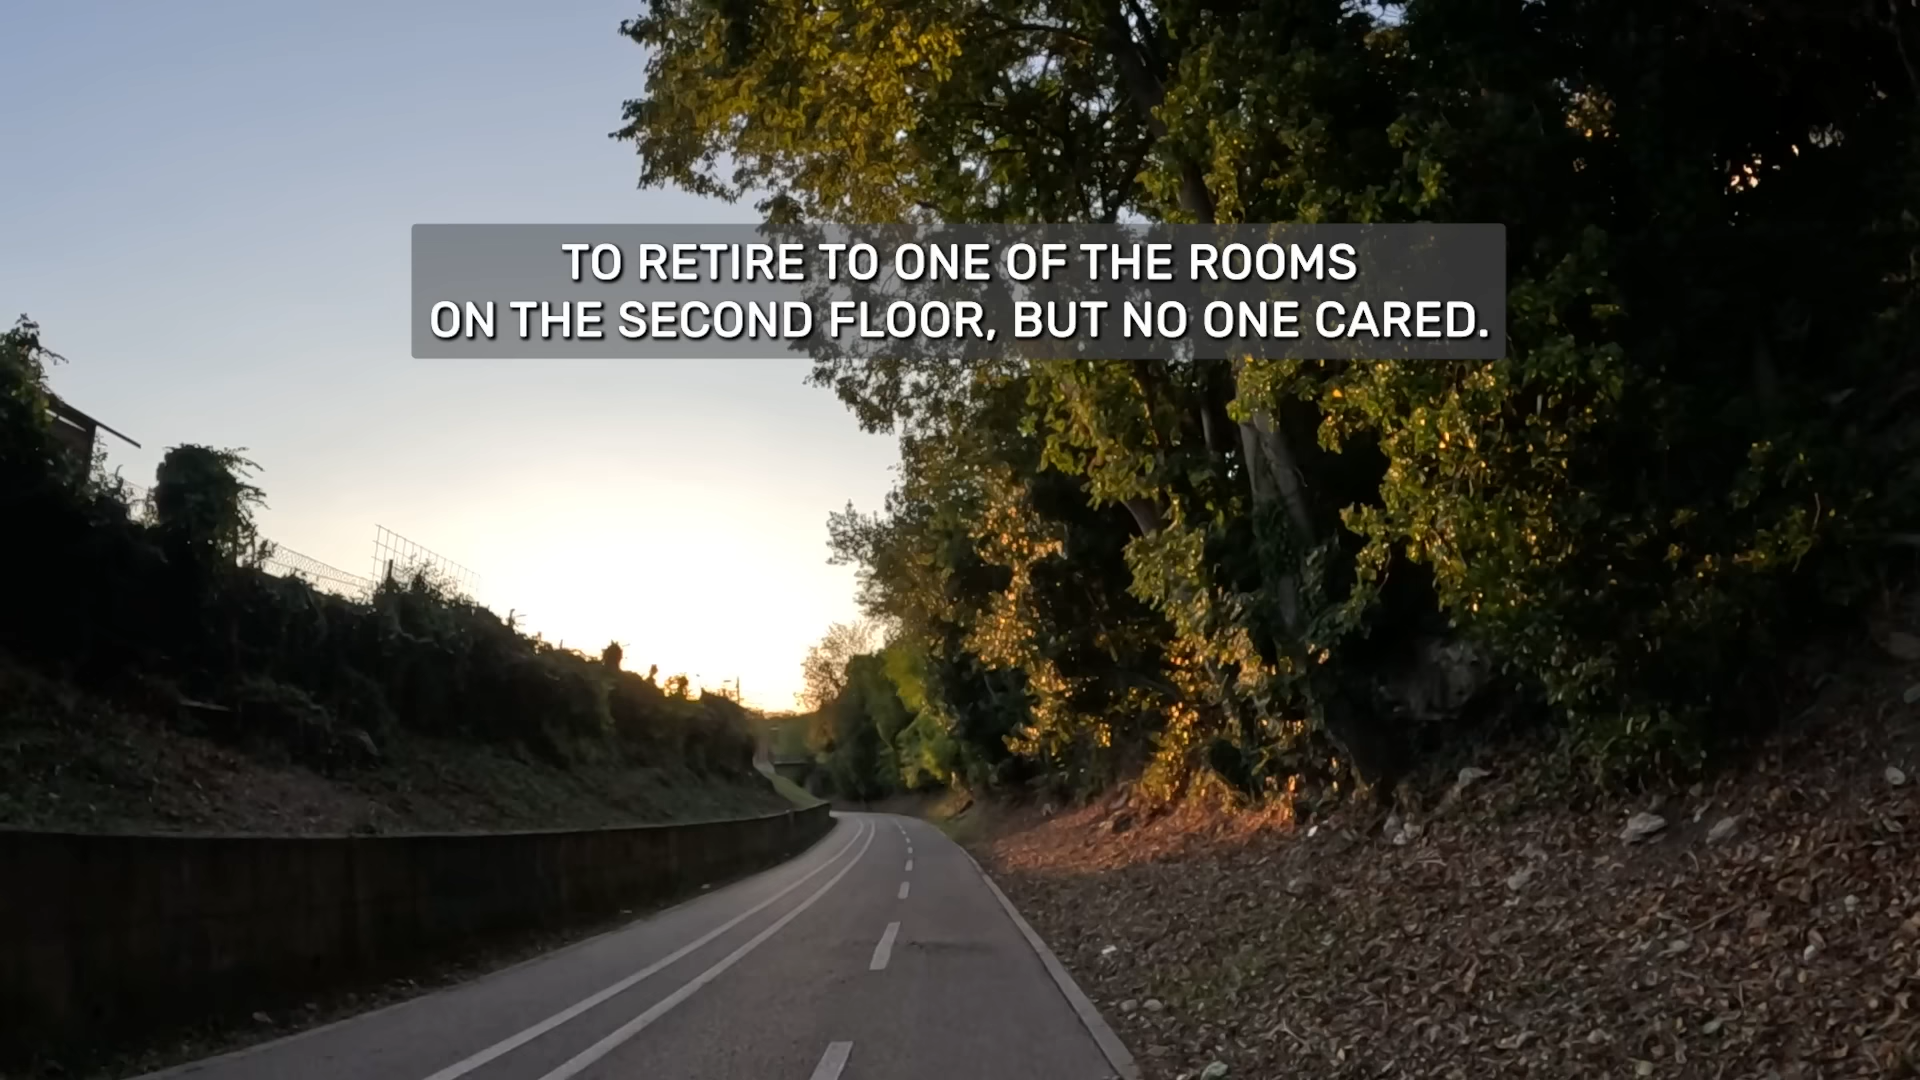 TO RETIRE TO ONE OF THE ROOMS
ON THE SECOND FLOOR, BUT NO ONE CARED.